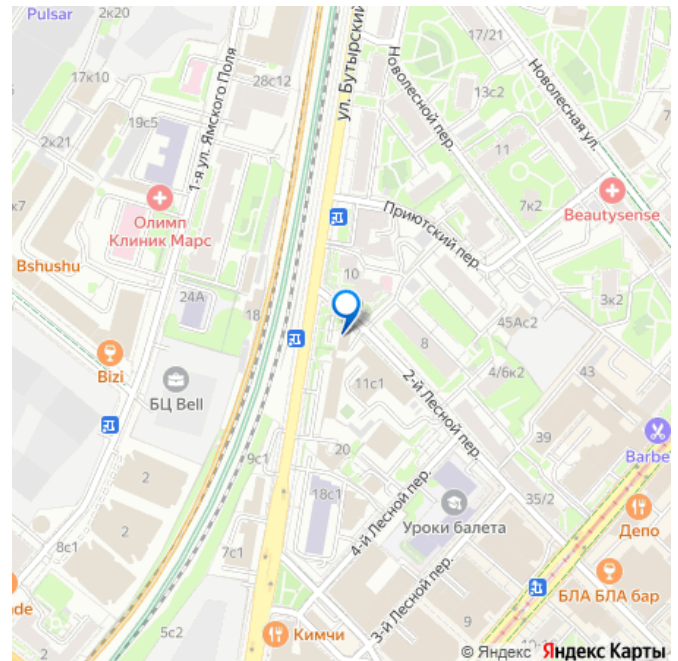 Pulsar
2к20
17/21
28с12
17к10
13с2
ул. Бутырский
Новолесной пер.
Новолесная ул.
19с5
2к21
1-я ул. Ямского Поля
11
Олимп
Клиник Марс
7к2
Beautysense
к7
Приютский пер.
Bshushu
10
24А
3к2
18
45Ас2
8
Bizi
БЦ Bell
11с1
4/6к2
43
2-й Лесной пер.
39
Barbe
20
9с1
2
18с1
4-й Лесной пер.
Уроки балета
35/2
Депо
2
8с1
7с1
3-й Лесной пер.
БЛА БЛА бар
de
5с2
Кимчи
9
© Яндекс Яндекс Карты